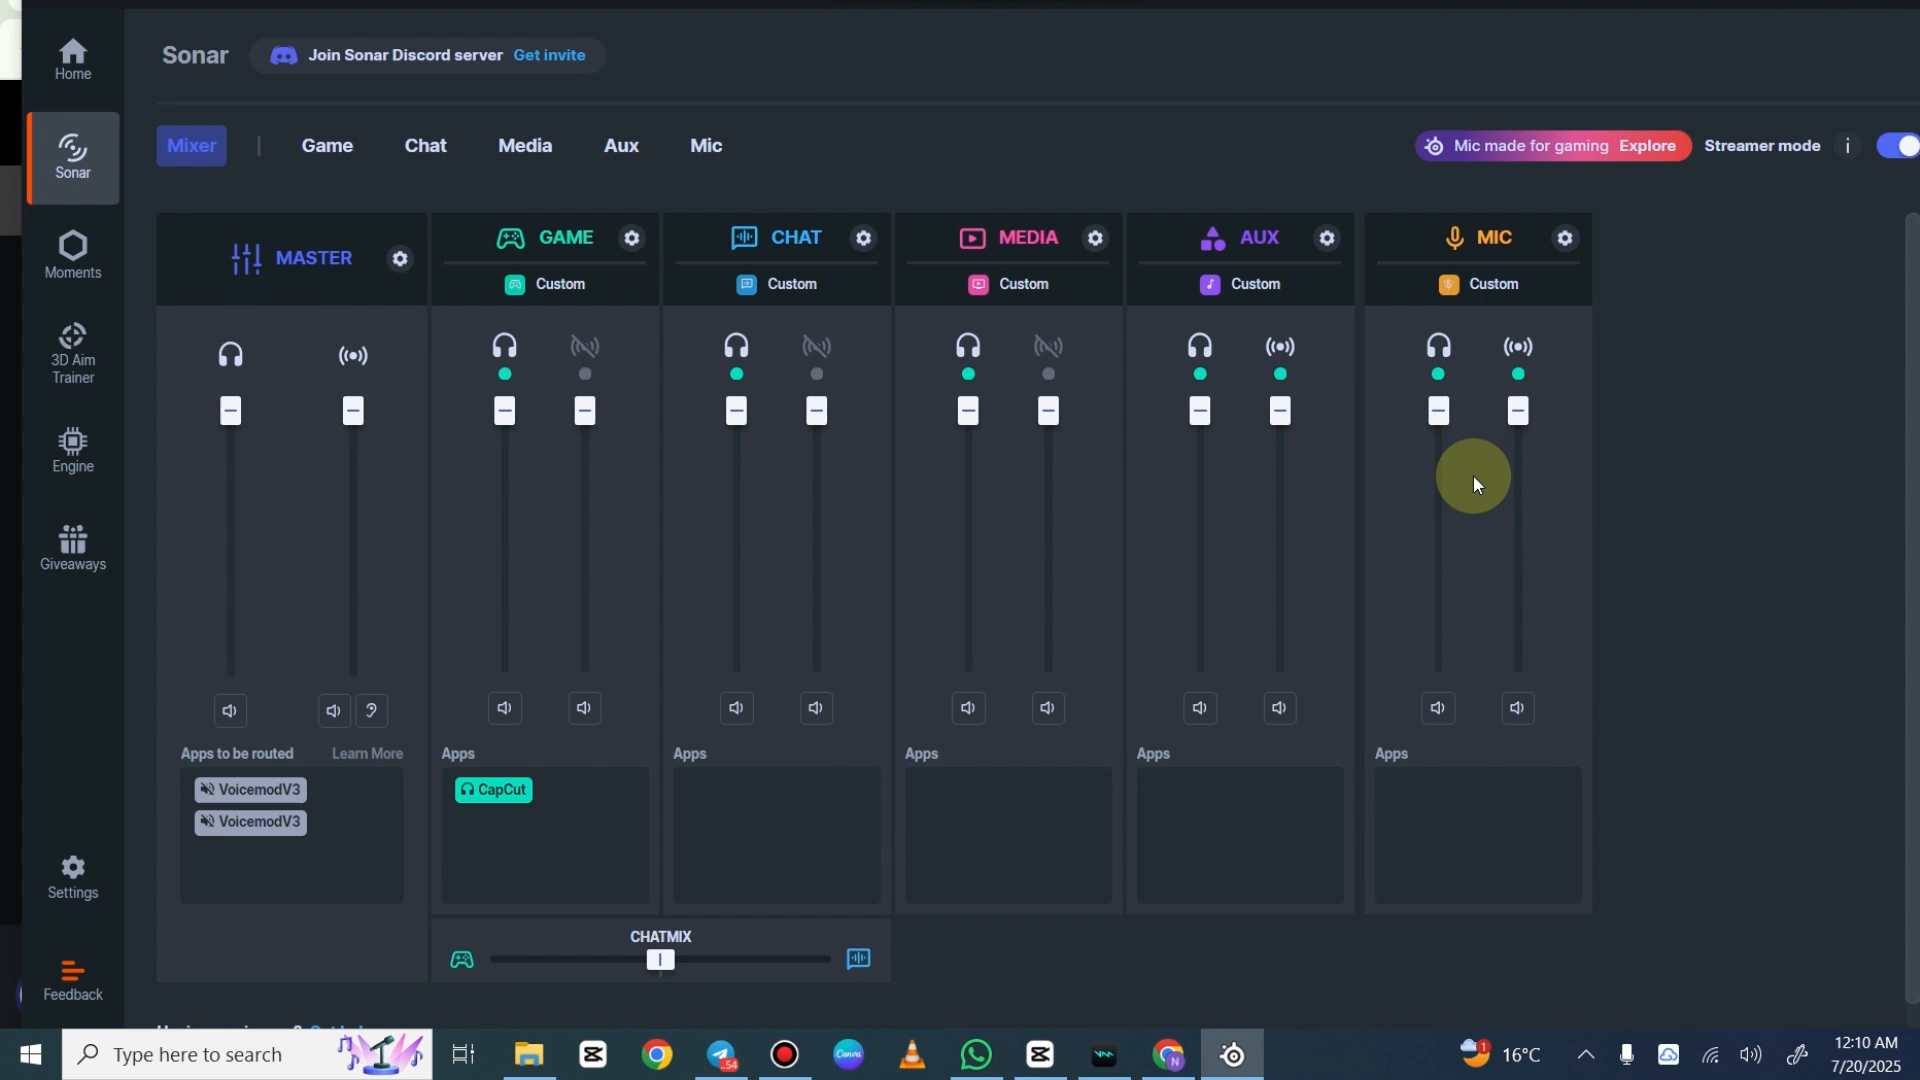 Home
Sonar
Moments
3D Aim
Trainer
Engine
Giveaways
Settings
Feedback
Sonar
Join Sonar Discord server Get invite
Mixer | Game Chat Media Aux Mic
Mic made for gaming Explore
Streamer mode
MASTER
GAME
Custom
CHAT
Custom
MEDIA
Custom
AUX
Custom
MIC
Custom
Apps to be routed Learn More
VoicemodV3
VoicemodV3
Apps
CapCut
Apps
Apps
Apps
Apps
CHATMIX
Type here to search
54
Canva
N
1
16°C
12:10 AM
7/20/2025